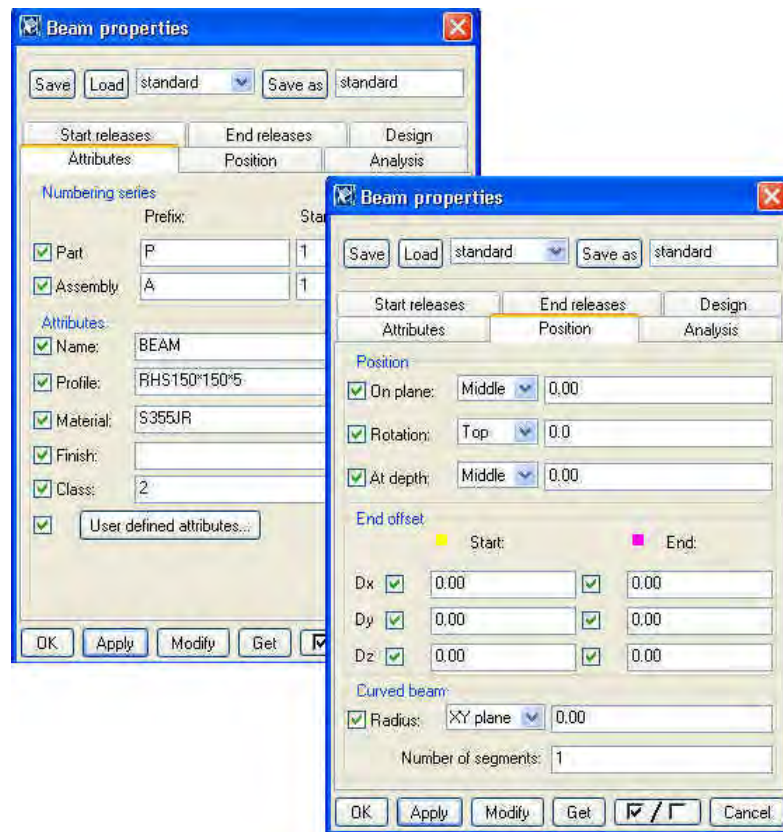 Beam properties
Save Load standard Save as standard
Start releases End releases Design
Attributes Position Analysis
Numbering series
Prefix:
Part P 1
Assembly A 1
Attributes
Name: BEAM
Profile: RHS150*150*5
Material: S355JR
Finish:
Class: 2
User defined attributes...
OK Apply Modify Get
Beam properties
Save Load standard Save as standard
Start releases End releases Design
Attributes Position Analysis
Position
On plane: Middle 0.00
Rotation: Top 0.0
At depth: Middle 0.00
End offset
Start: End:
Dx 0.00 0.00
Dy 0.00 0.00
Dz 0.00 0.00
Curved beam
Radius: XY plane 0.00
Number of segments: 1
OK Apply Modify Get / Cancel